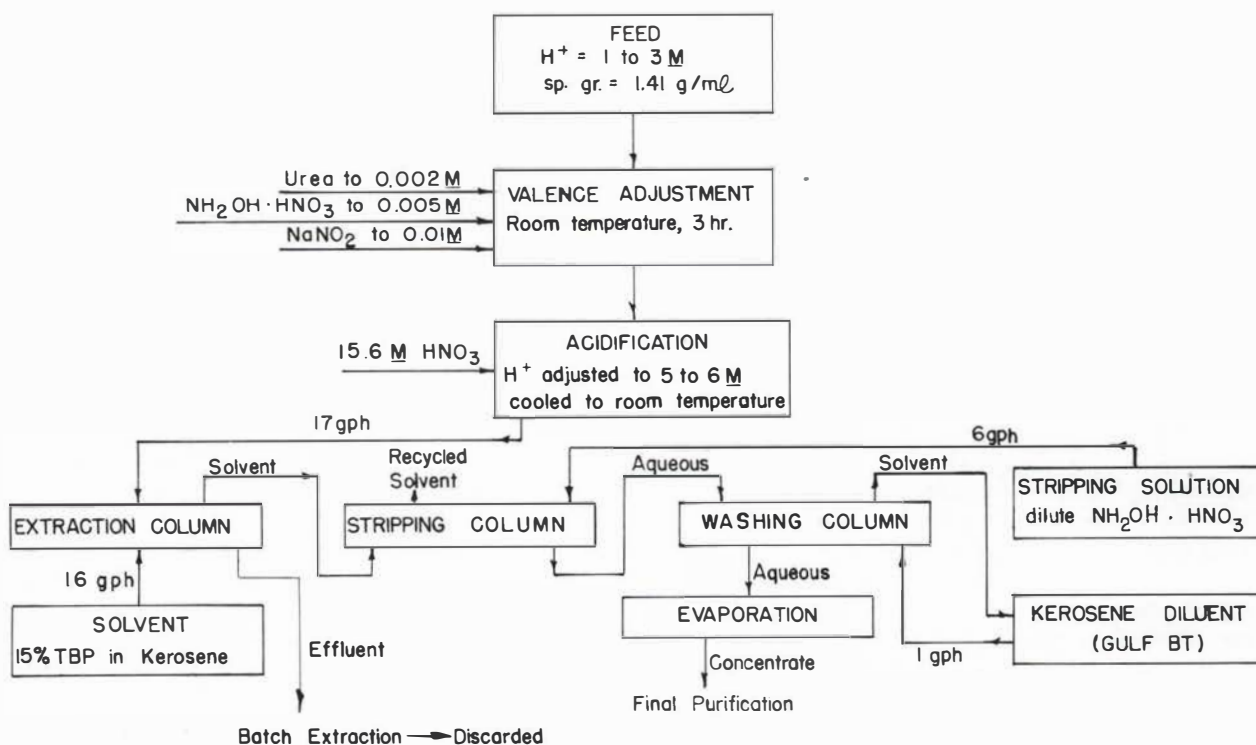 FEED
H⁺ = 1 to 3 M
sp. gr. = 1.41 g/mℓ
Urea to 0.002 M
NH₂OH · HNO₃ to 0.005 M
NaNO₂ to 0.01 M
VALENCE ADJUSTMENT
Room temperature, 3 hr.
15.6 M HNO₃
ACIDIFICATION
H⁺ adjusted to 5 to 6 M
cooled to room temperature
17 gph
Solvent
Recycled
Solvent
Aqueous
Solvent
6 gph
EXTRACTION COLUMN
STRIPPING COLUMN
WASHING COLUMN
STRIPPING SOLUTION
dilute NH₂OH · HNO₃
16 gph
SOLVENT
15% TBP in Kerosene
Effluent
Aqueous
EVAPORATION
Concentrate
Final Purification
1 gph
KEROSENE DILUENT
(GULF BT)
Batch Extraction → Discarded